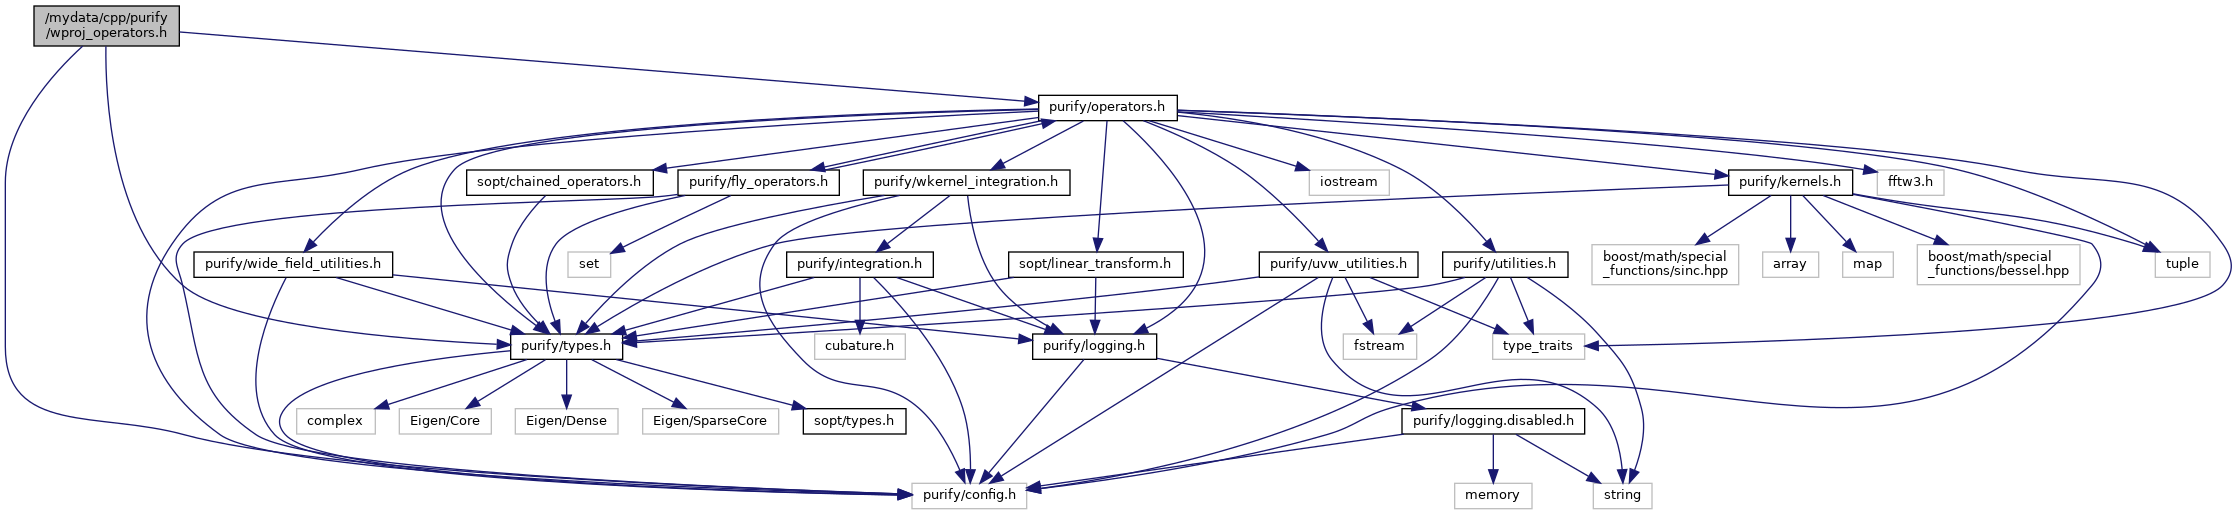 /mydata/cpp/purify
/wproj_operators.h
purify/operators.h
sopt/chained_operators.h
purify/fly_operators.h
purify/wkernel_integration.h
iostream
purify/kernels.h
fftw3.h
purify/wide_field_utilities.h
set
purify/integration.h
sopt/linear_transform.h
purify/uvw_utilities.h
purify/utilities.h
boost/math/special
_functions/sinc.hpp
array
map
boost/math/special
_functions/bessel.hpp
tuple
purify/types.h
cubature.h
purify/logging.h
fstream
type_traits
complex
Eigen/Core
Eigen/Dense
Eigen/SparseCore
sopt/types.h
purify/logging.disabled.h
purify/config.h
memory
string